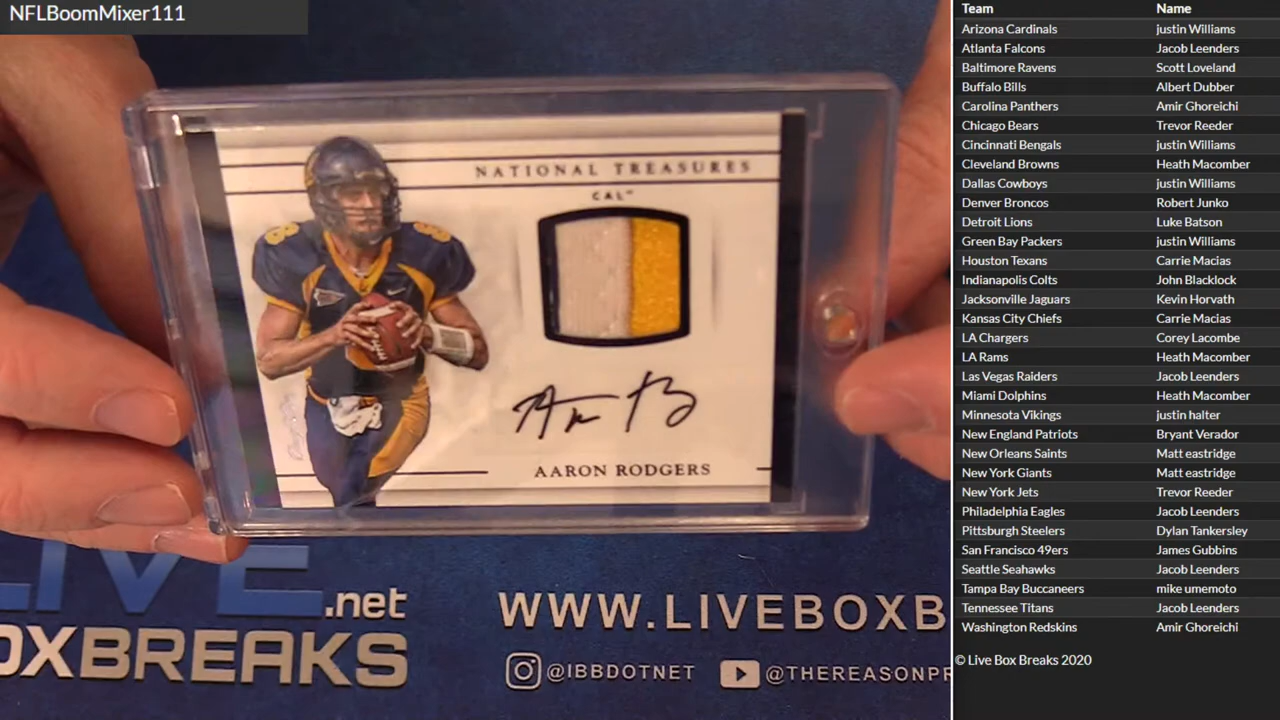 NFLBoomMixer111
NATIONAL TREASURES
CAL™
AARON RODGERS
LIVE.net
OXBREAKS
WWW.LIVEBOXB
@IBBDOTNET
@THEREASONPR
Team Name
Arizona Cardinals justin Williams
Atlanta Falcons Jacob Leenders
Baltimore Ravens Scott Loveland
Buffalo Bills Albert Dubber
Carolina Panthers Amir Ghoreichi
Chicago Bears Trevor Reeder
Cincinnati Bengals justin Williams
Cleveland Browns Heath Macomber
Dallas Cowboys justin Williams
Denver Broncos Robert Junko
Detroit Lions Luke Batson
Green Bay Packers justin Williams
Houston Texans Carrie Macias
Indianapolis Colts John Blacklock
Jacksonville Jaguars Kevin Horvath
Kansas City Chiefs Carrie Macias
LA Chargers Corey Lacombe
LA Rams Heath Macomber
Las Vegas Raiders Jacob Leenders
Miami Dolphins Heath Macomber
Minnesota Vikings justin halter
New England Patriots Bryant Verador
New Orleans Saints Matt eastridge
New York Giants Matt eastridge
New York Jets Trevor Reeder
Philadelphia Eagles Jacob Leenders
Pittsburgh Steelers Dylan Tankersley
San Francisco 49ers James Gubbins
Seattle Seahawks Jacob Leenders
Tampa Bay Buccaneers mike umemoto
Tennessee Titans Jacob Leenders
Washington Redskins Amir Ghoreichi
© Live Box Breaks 2020